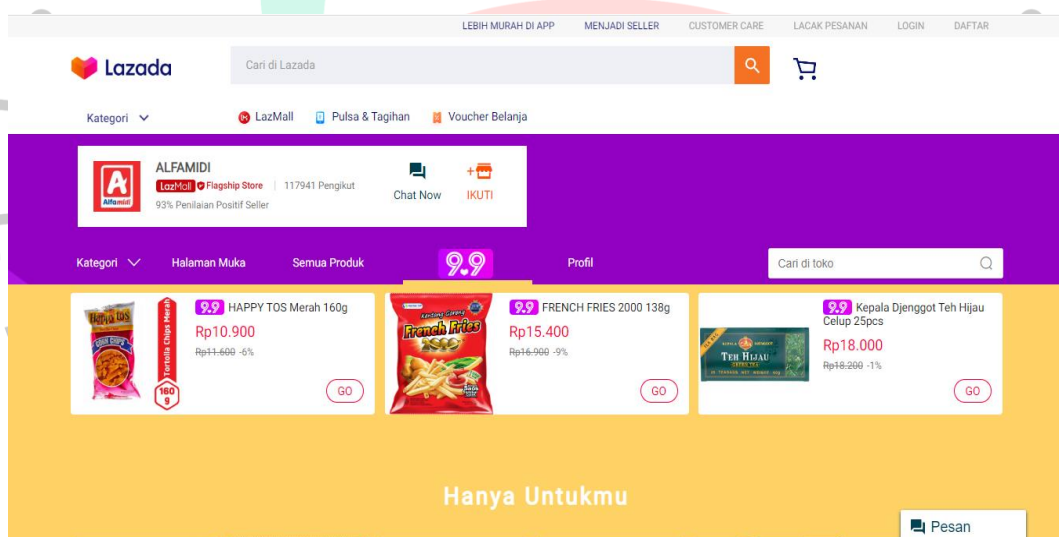 LEBIH MURAH DI APP MENJADI SELLER CUSTOMER CARE LACAK PESANAN LOGIN DAFTAR
Lazada
Cari di Lazada
Kategori
LazMall Pulsa & Tagihan Voucher Belanja
ALFAMIDI
LazMall Flagship Store 117941 Pengikut
93% Penilaian Positif Seller
Alfamidi
Chat Now
IKUTI
Kategori Halaman Muka Semua Produk 9.9 Profil
Cari di toko
HAPPY TOS
Tortolla Chips Merah
160
g
9.9 HAPPY TOS Merah 160g
Rp10.900
Rp11.600 -6%
GO
Kentang Goreng
French Fries
2000
9.9 FRENCH FRIES 2000 138g
Rp15.400
Rp16.900 -9%
GO
TEH HIJAU
9.9 Kepala Djenggot Teh Hijau
Celup 25pcs
Rp18.000
Rp18.200 -1%
GO
Hanya Untukmu
Pesan